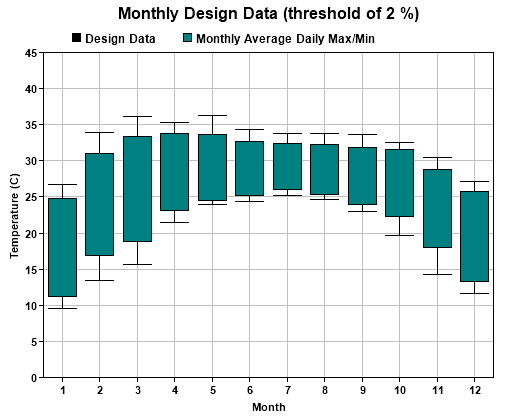 Monthly Design Data (threshold of 2 %)
Design Data Monthly Average Daily Max/Min
45
40
35
30
25
20
15
10
5
0
Temperature (C)
1 2 3 4 5 6 7 8 9 10 11 12
Month